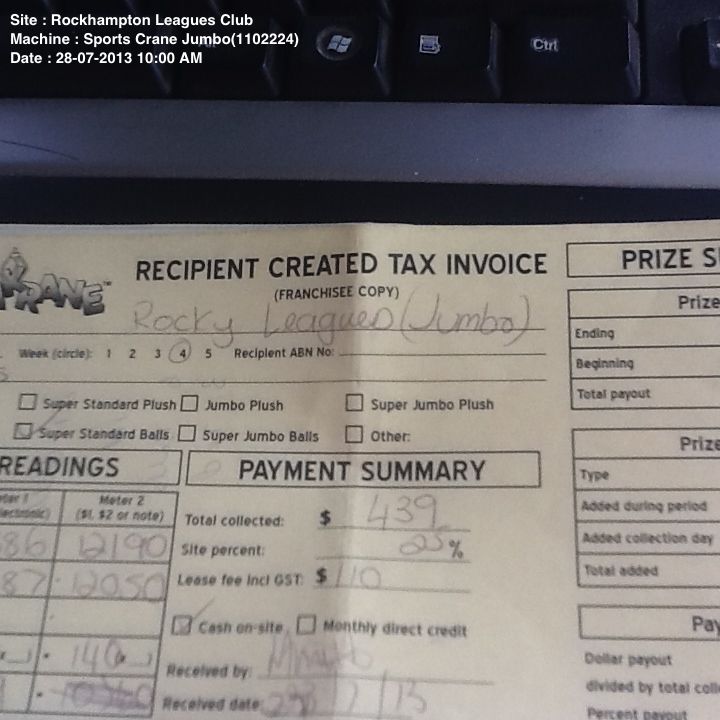 Site : Rockhampton Leagues Club
Machine : Sports Crane Jumbo(1102224)
Date : 28-07-2013 10:00 AM
Ctrl
RECIPIENT CREATED TAX INVOICE
(FRANCHISEE COPY)
Rocky Leagues (Jumbo)
Week (circle): 1 2 3 4 5 Recipient ABN No:
Super Standard Plush Jumbo Plush Super Jumbo Plush
Super Standard Balls Super Jumbo Balls Other:
READINGS
Meter 2
($1, $2 or note)
86 12190
87 12050
140
PAYMENT SUMMARY
Total collected: $ 439
Site percent: 25%
Lease fee incl GST: $ 110
Cash on-site Monthly direct credit
Received by:
Received date: 28/7/13
PRIZE
Prize
Ending
Beginning
Total payout
Prize
Type
Added during period
Added collection day
Total added
Pay
Dollar payout
divided by total
Percent payout